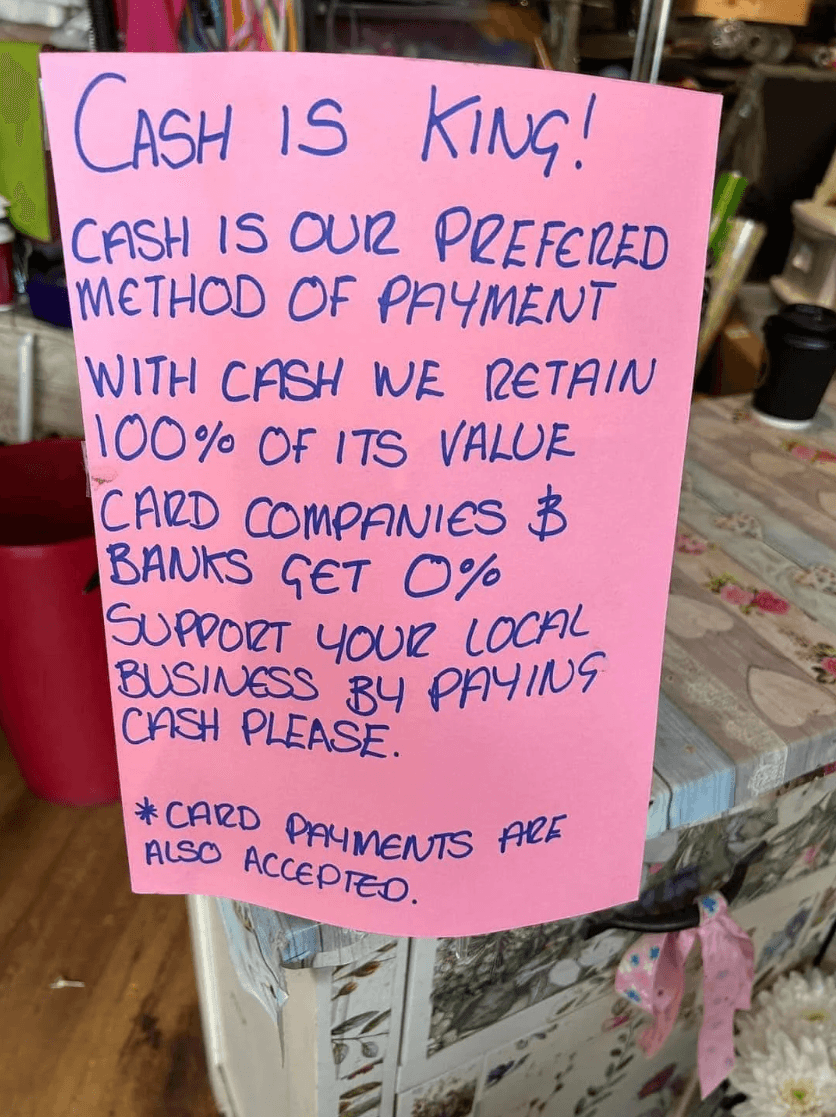 CASH IS KING!
CASH IS OUR PREFERED
METHOD OF PAYMENT
WITH CASH WE RETAIN
100% OF ITS VALUE
CARD COMPANIES &
BANKS GET 0%
SUPPORT YOUR LOCAL
BUSINESS BY PAYING
CASH PLEASE.
*CARD PAYMENTS ARE
ALSO ACCEPTED.